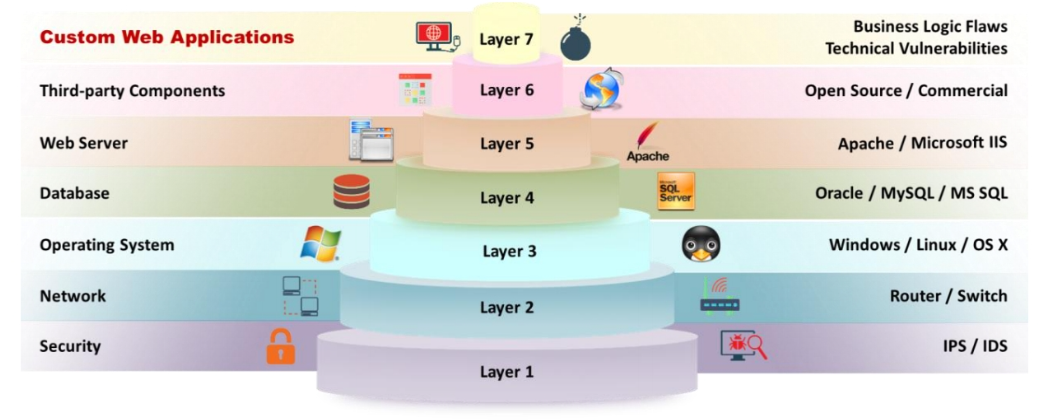 Custom Web Applications
Layer 7
Business Logic Flaws
Technical Vulnerabilities
Third-party Components
Layer 6
Open Source / Commercial
Web Server
Layer 5
Apache
Apache / Microsoft IIS
Database
Layer 4
Microsoft
SQL
Server
Oracle / MySQL / MS SQL
Operating System
Layer 3
Windows / Linux / OS X
Network
Layer 2
Router / Switch
Security
Layer 1
IPS / IDS